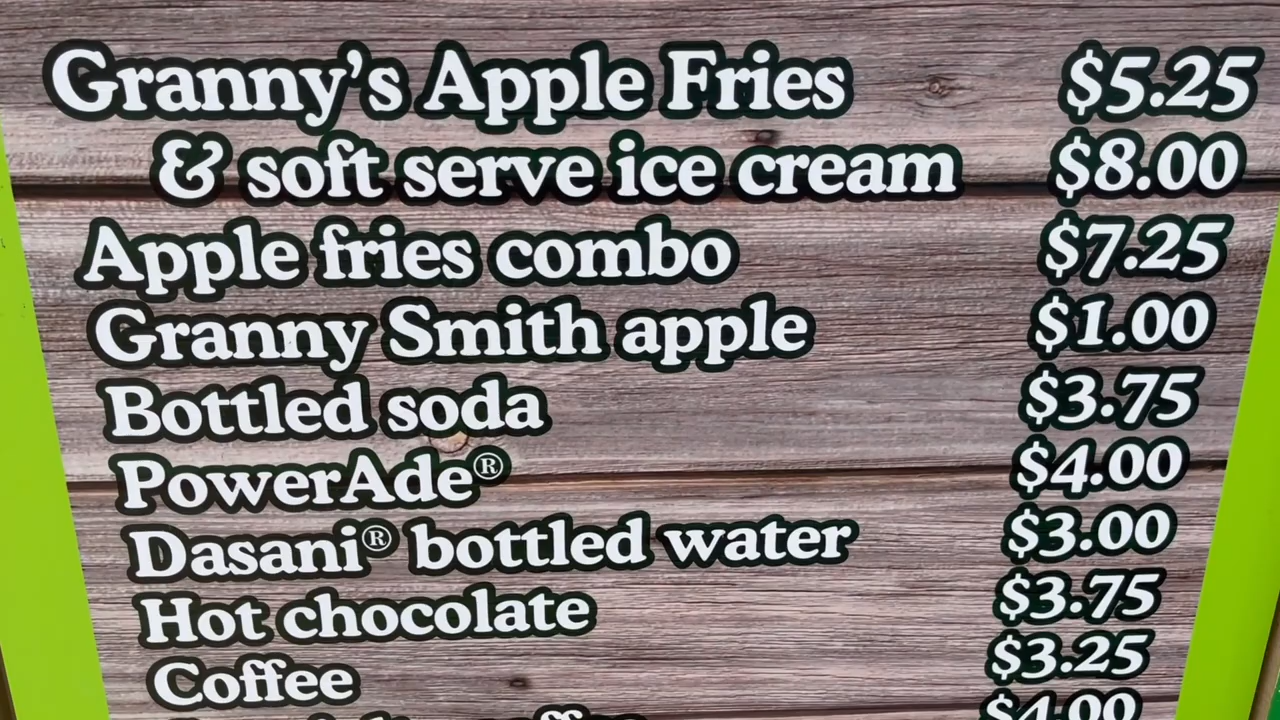 Granny's Apple Fries $5.25
& soft serve ice cream $8.00
Apple fries combo $7.25
Granny Smith apple $1.00
Bottled soda $3.75
PowerAde® $4.00
Dasani® bottled water $3.00
Hot chocolate $3.75
Coffee $3.25
$4.00